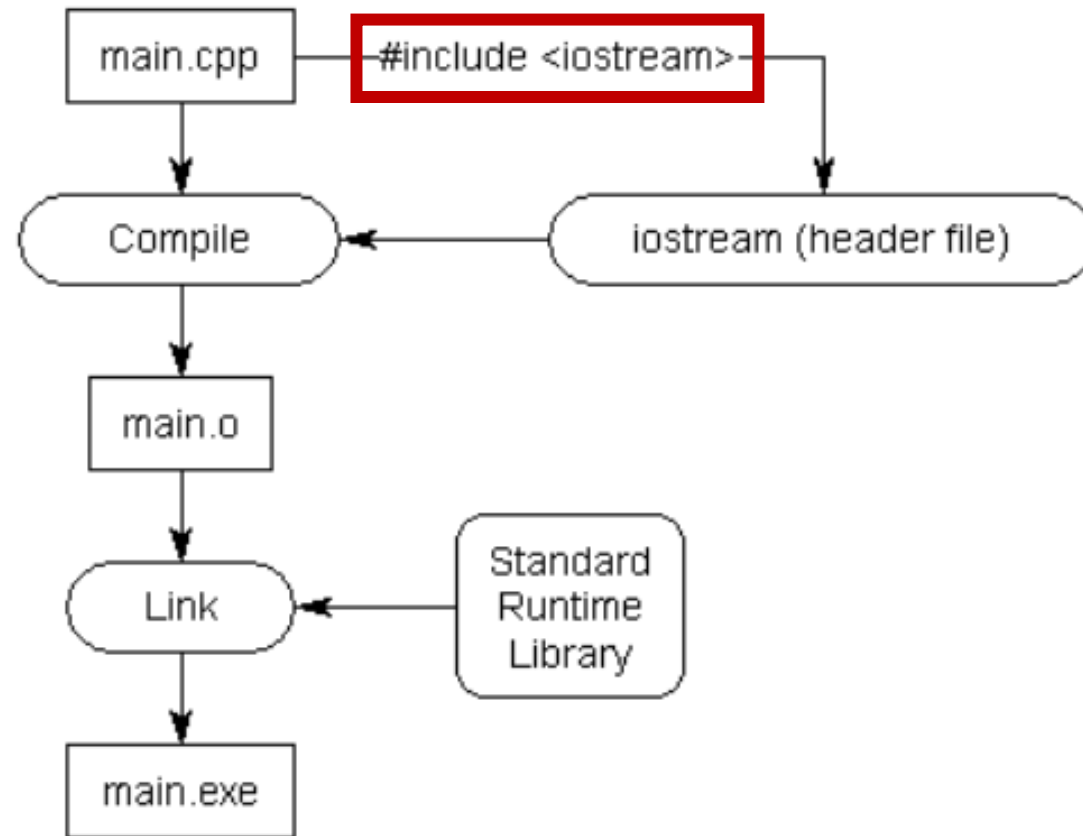 main.cpp
#include <iostream>
Compile
iostream (header file)
main.o
Link
Standard
Runtime
Library
main.exe